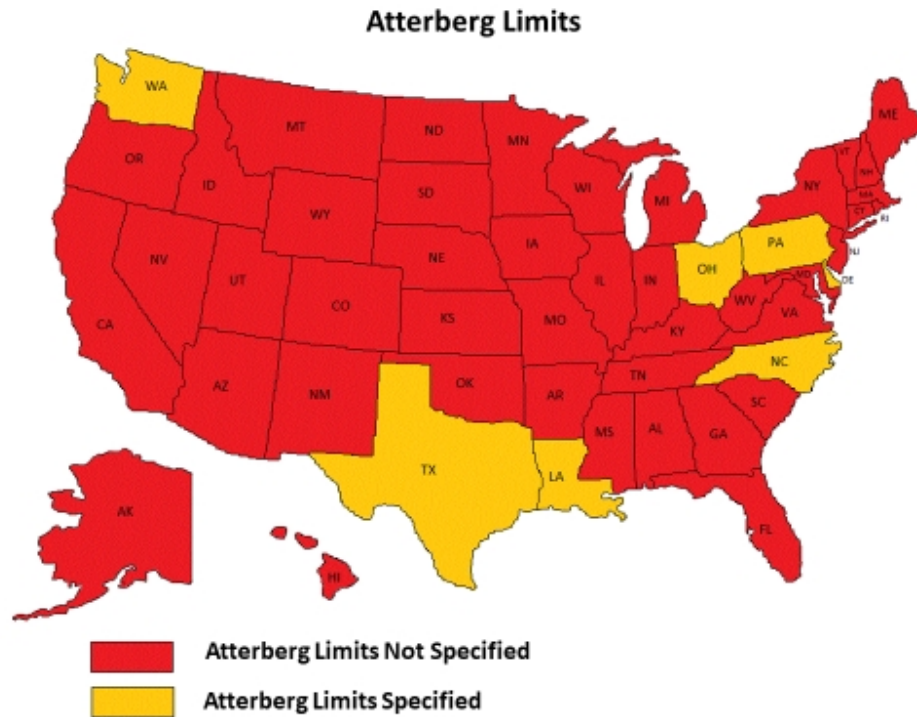 Atterberg Limits
WA
MT
ND
MN
ME
OR
ID
SD
WI
MI
NY
VT
NH
MA
CT
RI
WY
IA
PA
NJ
NV
UT
NE
IL
IN
OH
MD
DE
CA
CO
KS
MO
WV
VA
KY
AZ
NM
OK
AR
TN
NC
SC
TX
LA
MS
AL
GA
FL
AK
HI
Atterberg Limits Not Specified
Atterberg Limits Specified